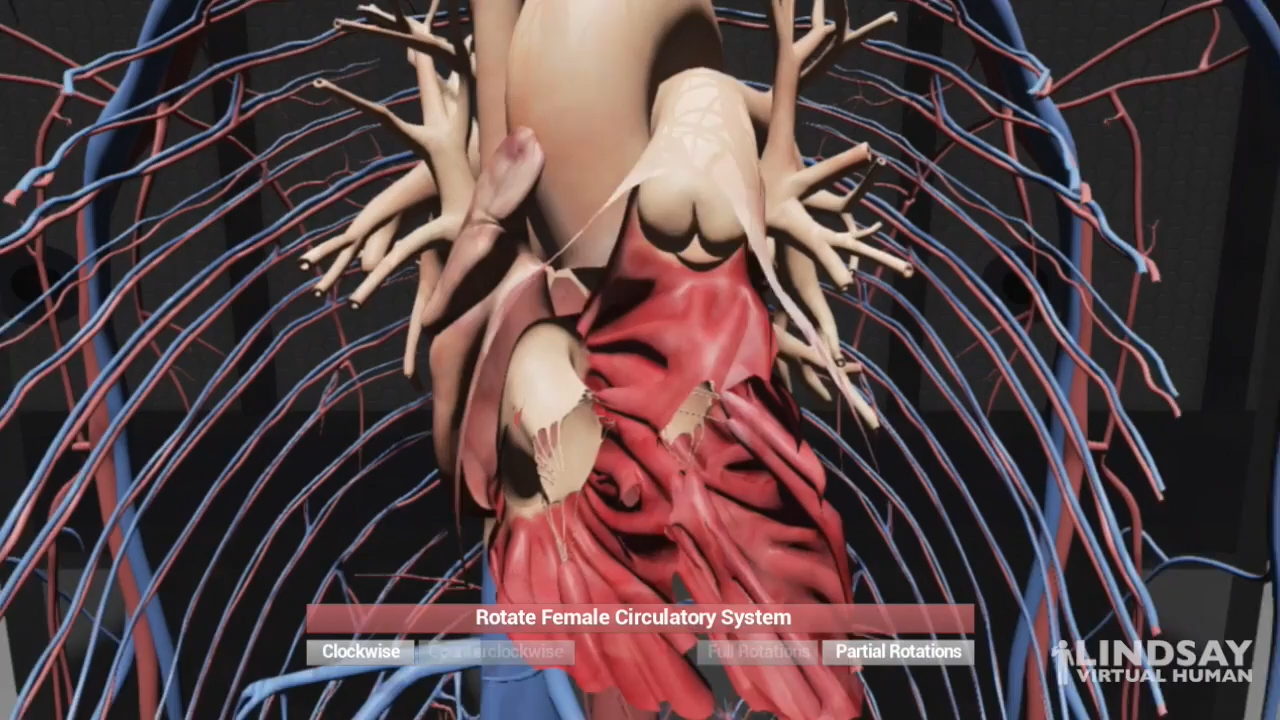 Rotate Female Circulatory System
Clockwise Counterclockwise Full Rotations Partial Rotations
LINDSAY
VIRTUAL HUMAN